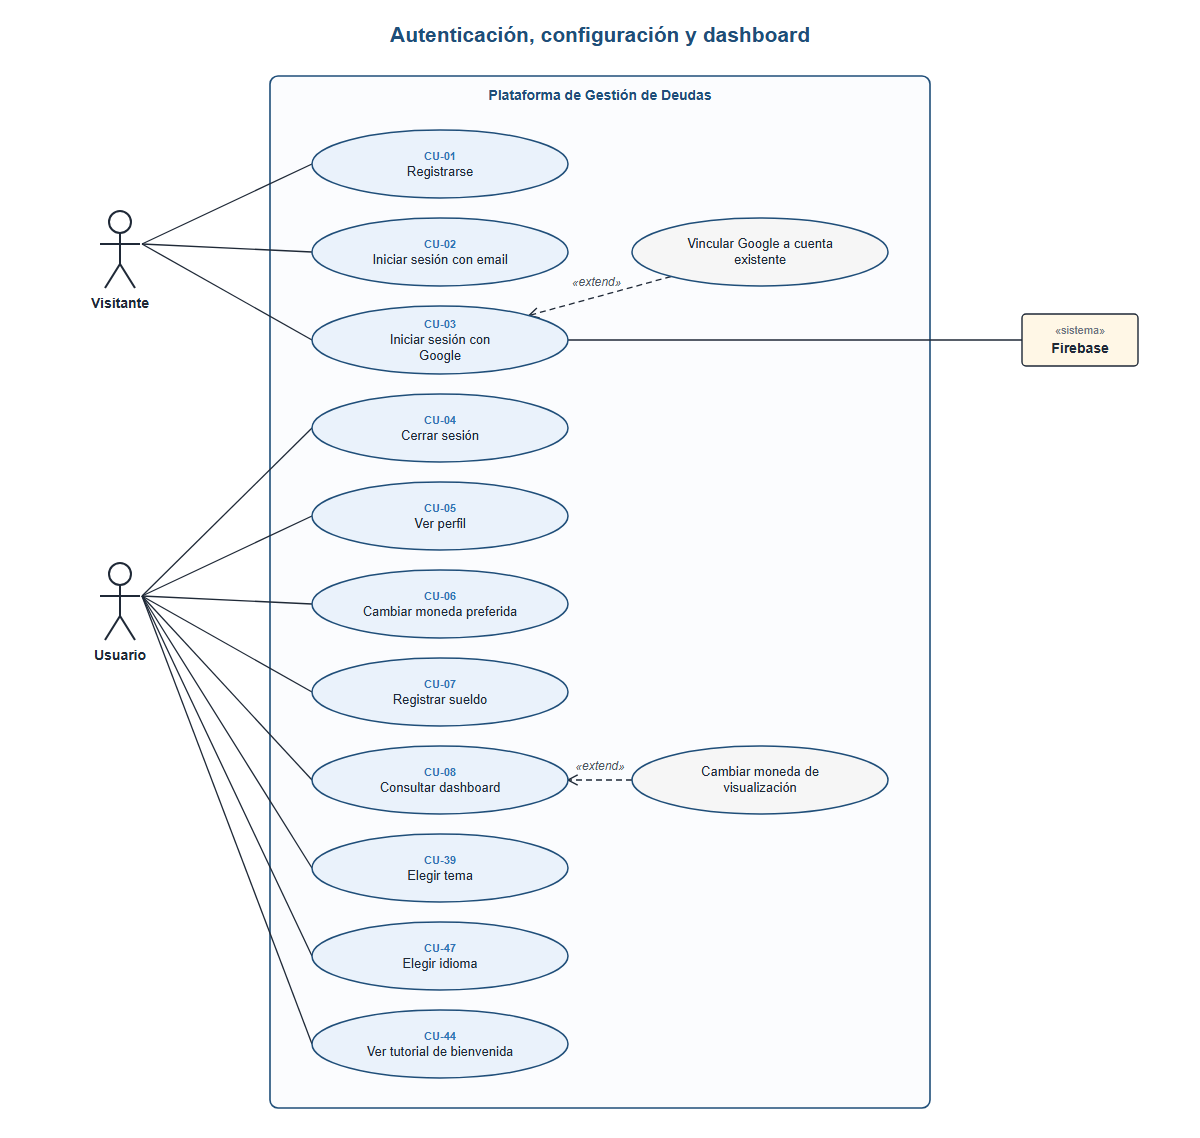 Autenticación, configuración y dashboard
Plataforma de Gestión de Deudas
CU-01
Registrarse
Visitante
CU-02
Iniciar sesión con email
Vincular Google a cuenta
existente
«extend»
CU-03
Iniciar sesión con
Google
«sistema»
Firebase
CU-04
Cerrar sesión
CU-05
Ver perfil
Usuario
CU-06
Cambiar moneda preferida
CU-07
Registrar sueldo
CU-08
Consultar dashboard
«extend»
Cambiar moneda de
visualización
CU-39
Elegir tema
CU-47
Elegir idioma
CU-44
Ver tutorial de bienvenida